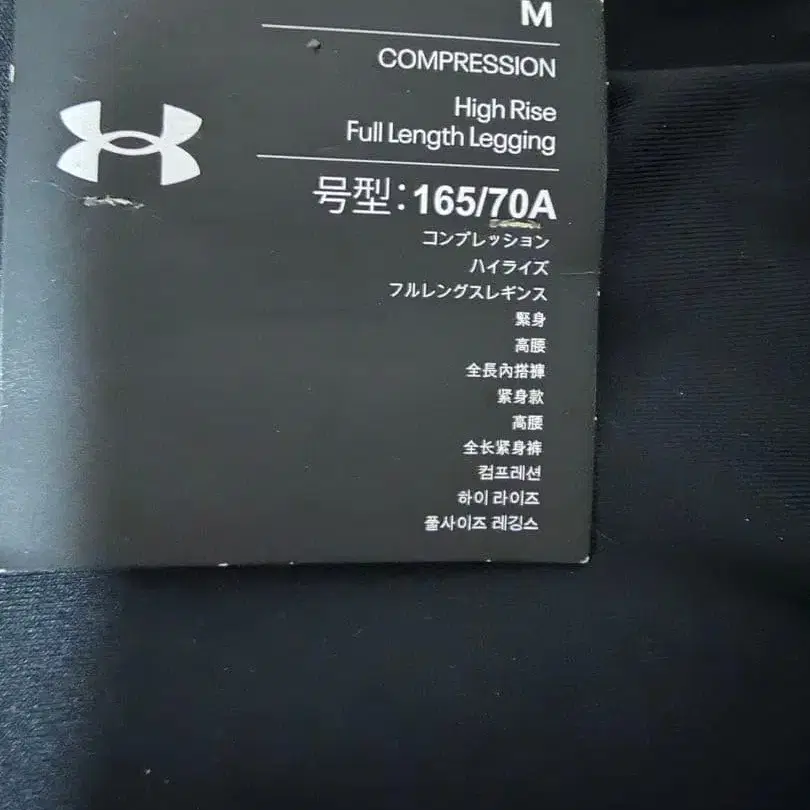 M
COMPRESSION
High Rise
Full Length Legging
号型：165/70A
コンプレッション
ハイライズ
フルレングスレギンス
緊身
高腰
全長內搭褲
紧身款
高腰
全长紧身裤
컴프레션
하이 라이즈
풀사이즈 레깅스